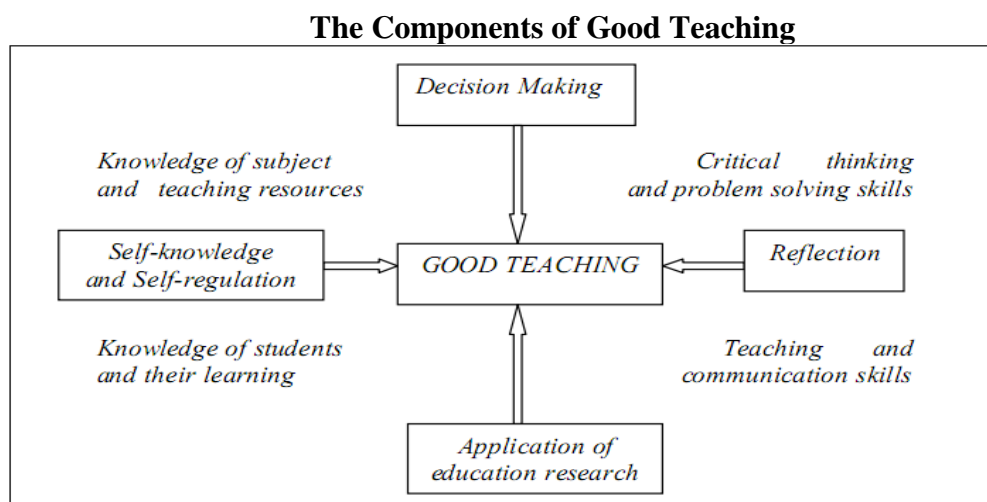 The Components of Good Teaching
Decision Making
Knowledge of subject
and teaching resources
Critical thinking
and problem solving skills
Self-knowledge
and Self-regulation
GOOD TEACHING
Reflection
Knowledge of students
and their learning
Teaching and
communication skills
Application of
education research